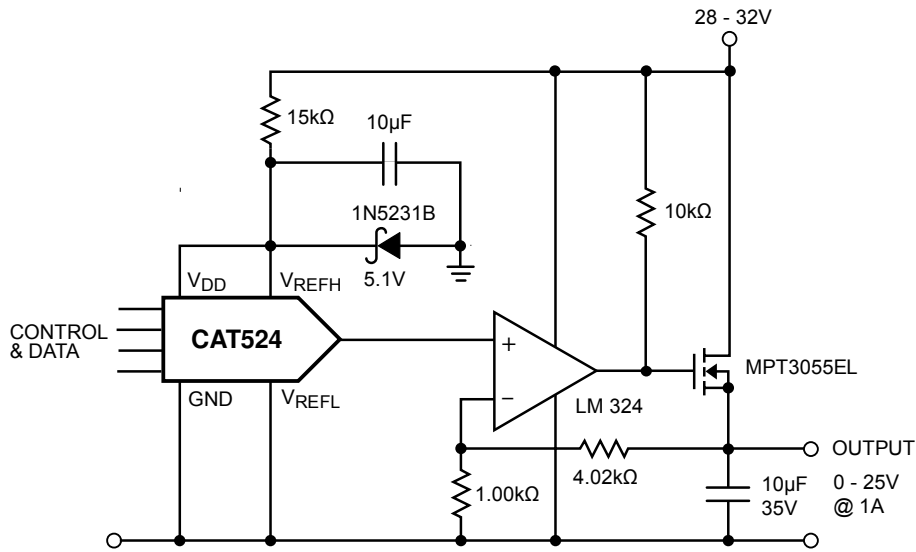 28 - 32V
15kΩ
10µF
1N5231B
5.1V
10kΩ
VDD
VREFH
CONTROL
& DATA
CAT524
GND
VREFL
+
−
LM 324
MPT3055EL
4.02kΩ
1.00kΩ
10µF
35V
OUTPUT
0 - 25V
@ 1A